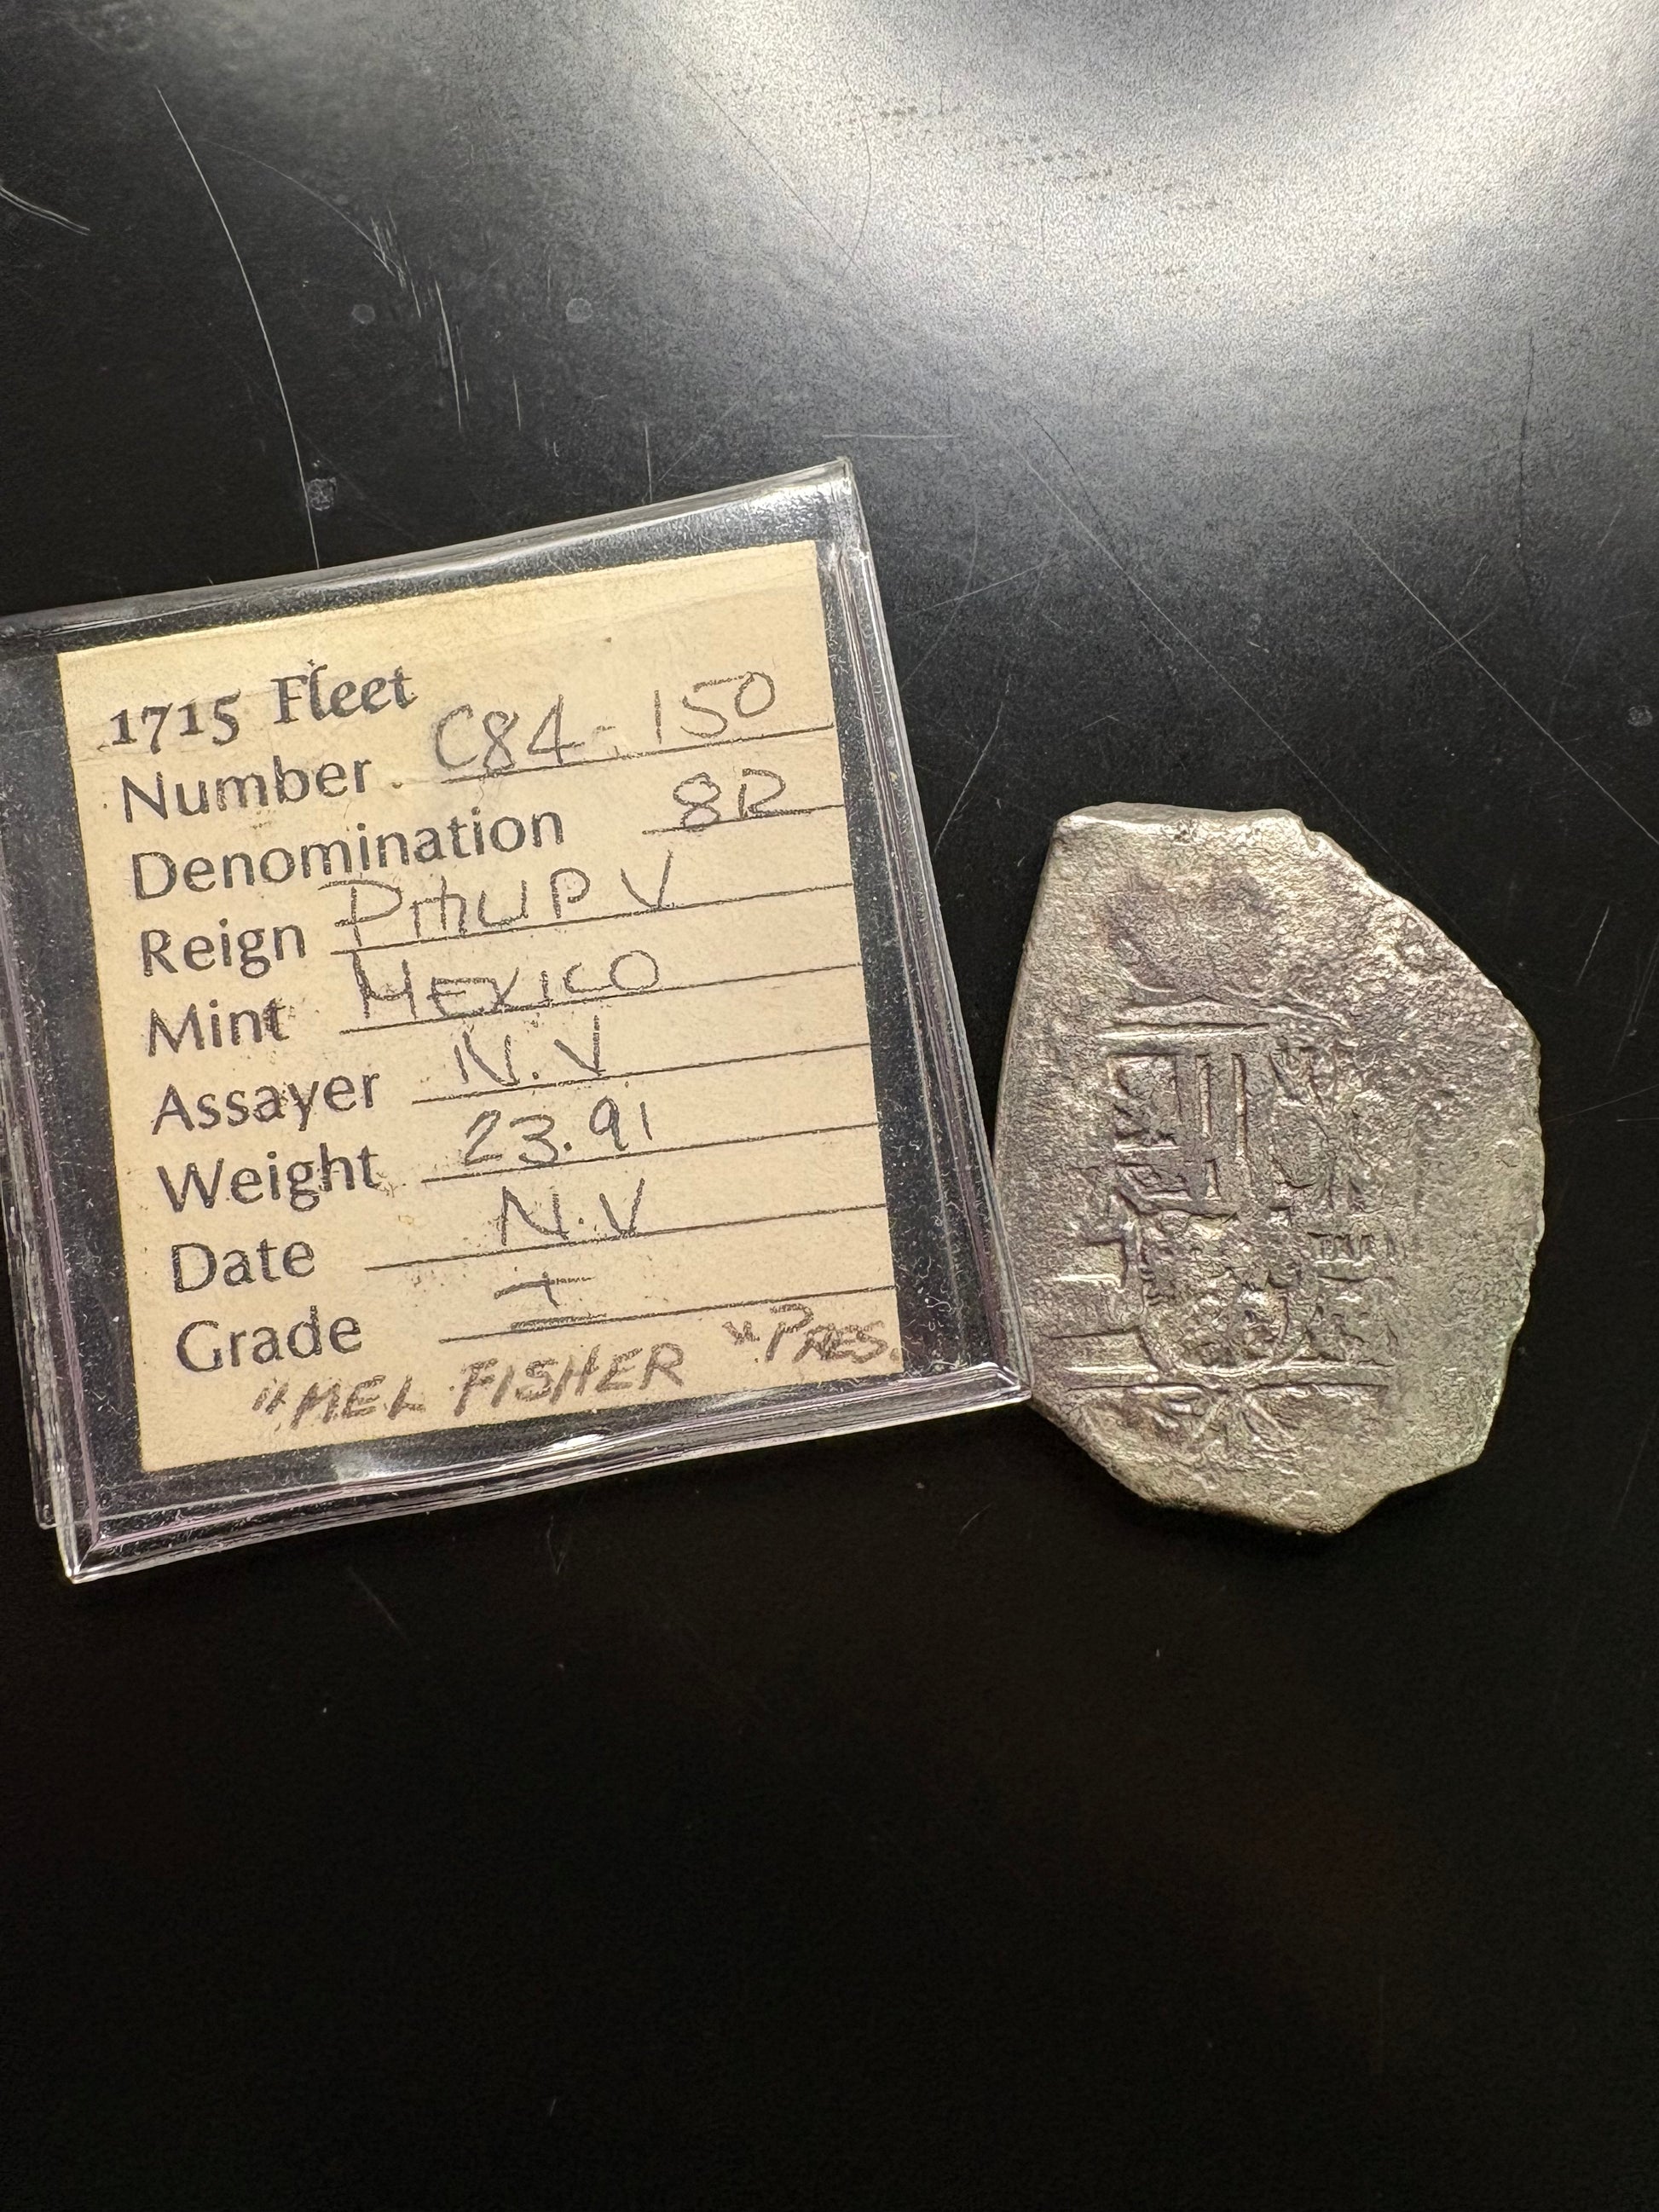 1715 Fleet
Number C84-150
Denomination 8R
Reign PHILIP V
Mint MEXICO
Assayer N.V.
Weight 23.91
Date N.V
Grade I
"MEL FISHER "PRES.